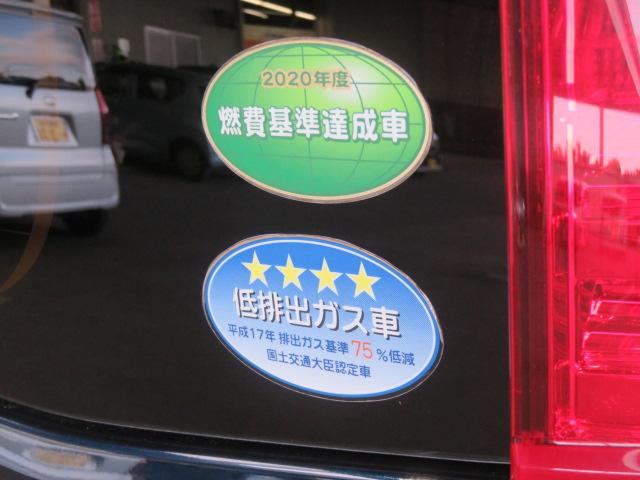 2020年度
燃費基準達成車
低排出ガス車
平成17年 排出ガス基準 75 %低減
国土交通大臣認定車